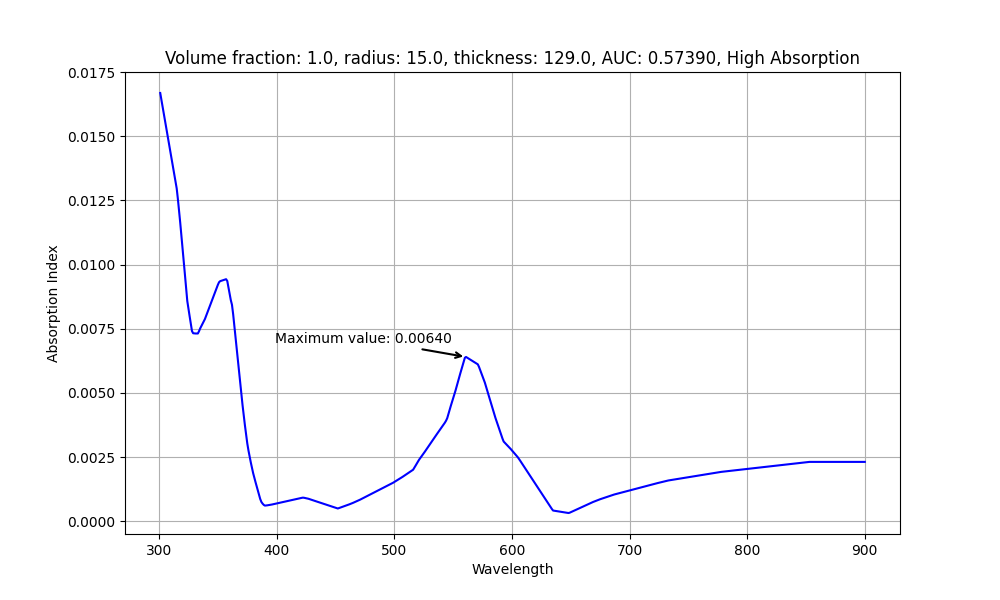 Volume fraction: 1.0, radius: 15.0, thickness: 129.0, AUC: 0.57390, High Absorption
0.0175
0.0150
0.0125
0.0100
0.0075
0.0050
0.0025
0.0000
Absorption Index
Maximum value: 0.00640
300 400 500 600 700 800 900
Wavelength